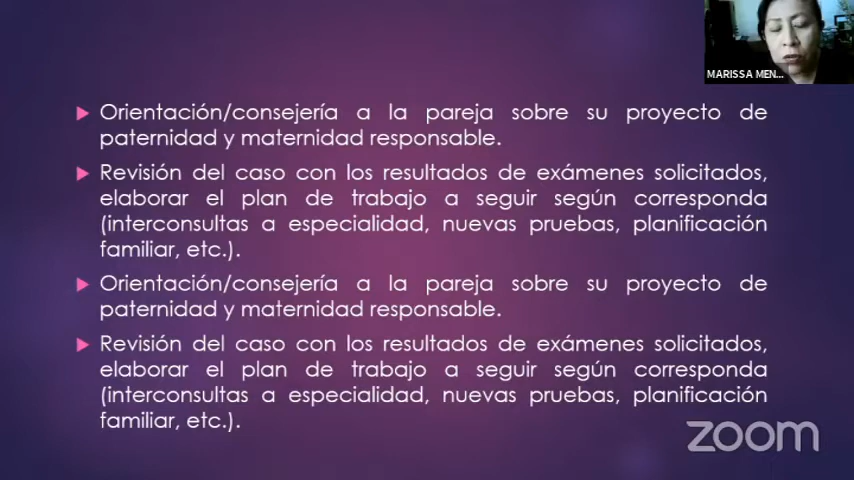 MARISSA MEN...
Orientación/consejería a la pareja sobre su proyecto de
paternidad y maternidad responsable.
Revisión del caso con los resultados de exámenes solicitados,
elaborar el plan de trabajo a seguir según corresponda
(interconsultas a especialidad, nuevas pruebas, planificación
familiar, etc.).
Orientación/consejería a la pareja sobre su proyecto de
paternidad y maternidad responsable.
Revisión del caso con los resultados de exámenes solicitados,
elaborar el plan de trabajo a seguir según corresponda
(interconsultas a especialidad, nuevas pruebas, planificación
familiar, etc.).
zoom